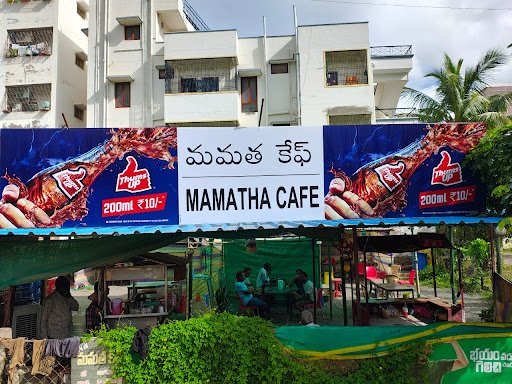 Thums UP
200ml ₹10/-
మమత కేఫ్
MAMATHA CAFE
Thums UP
200ml ₹10/-